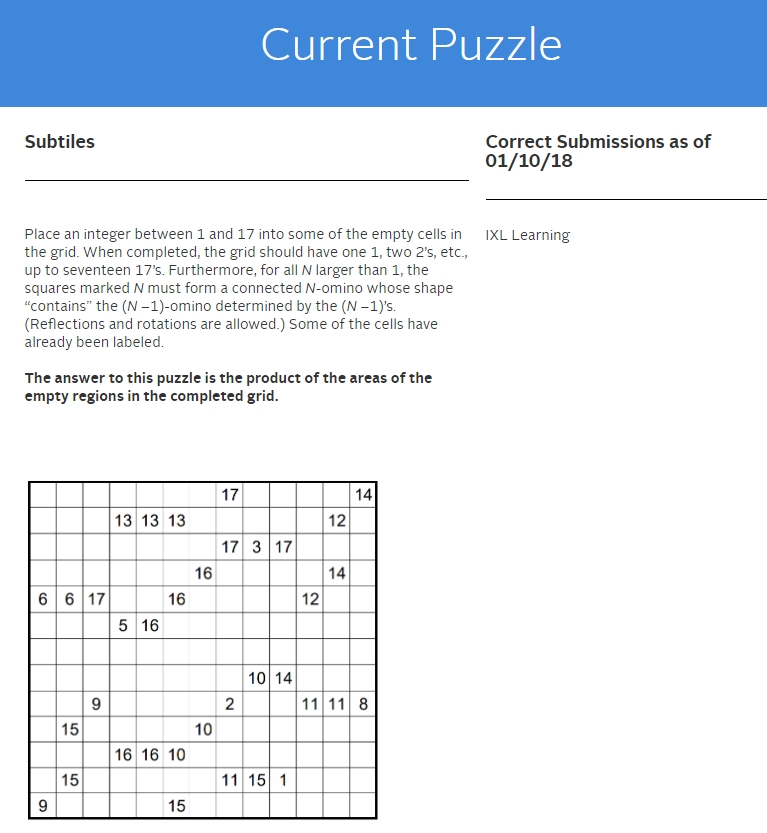 Current Puzzle
Subtiles
Correct Submissions as of
01/10/18
Place an integer between 1 and 17 into some of the empty cells in
the grid. When completed, the grid should have one 1, two 2's, etc.,
up to seventeen 17's. Furthermore, for all N larger than 1, the
squares marked N must form a connected N-omino whose shape
“contains” the (N –1)-omino determined by the (N –1)'s.
(Reflections and rotations are allowed.) Some of the cells have
already been labeled.
IXL Learning
The answer to this puzzle is the product of the areas of the
empty regions in the completed grid.
17 14
13 13 13 12
17 3 17
16 14
6 6 17 16 12
5 16
10 14
9 2 11 11 8
15 10
16 16 10
15 11 15 1
9 15